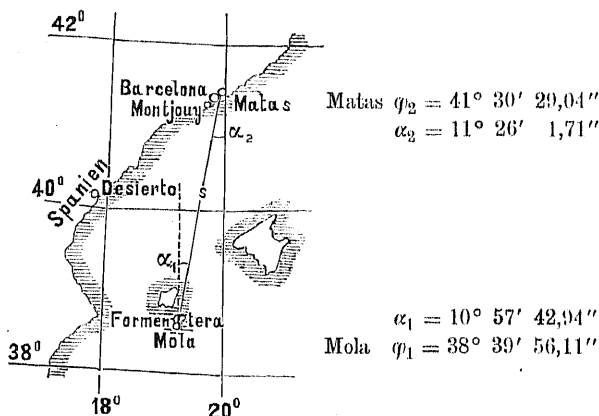 42⁰
Barcelona
Montjouy
Matas
α₂
Spanien
40⁰
Desierto
s
α₁
Formentera
Mola
38⁰
18⁰
20⁰
Matas φ₂ = 41° 30′ 29,04″
α₂ = 11° 26′ 1,71″
α₁ = 10° 57′ 42,94″
Mola φ₁ = 38° 39′ 56,11″